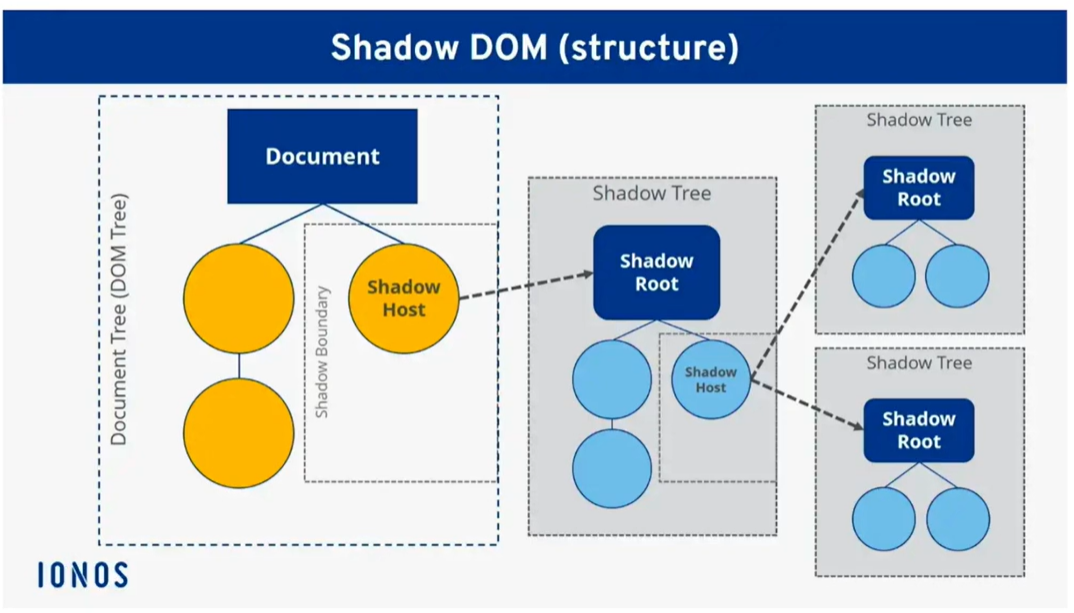 Shadow DOM (structure)
Document Tree (DOM Tree)
Document
Shadow Boundary
Shadow
Host
Shadow Tree
Shadow
Root
Shadow
Host
Shadow Tree
Shadow
Root
Shadow Tree
Shadow
Root
IONOS